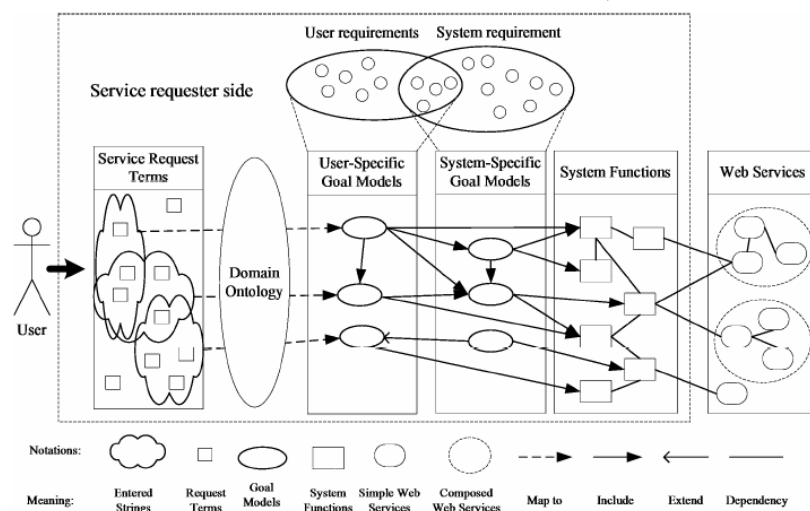 User requirements System requirement
Service requester side
Service Request
Terms
User-Specific
Goal Models
System-Specific
Goal Models
System Functions
Web Services
Domain
Ontology
User
Notations:
Meaning:
Entered
Strings
Request
Terms
Goal
Models
System
Functions
Simple Web
Services
Composed
Web Services
Map to
Include
Extend
Dependency